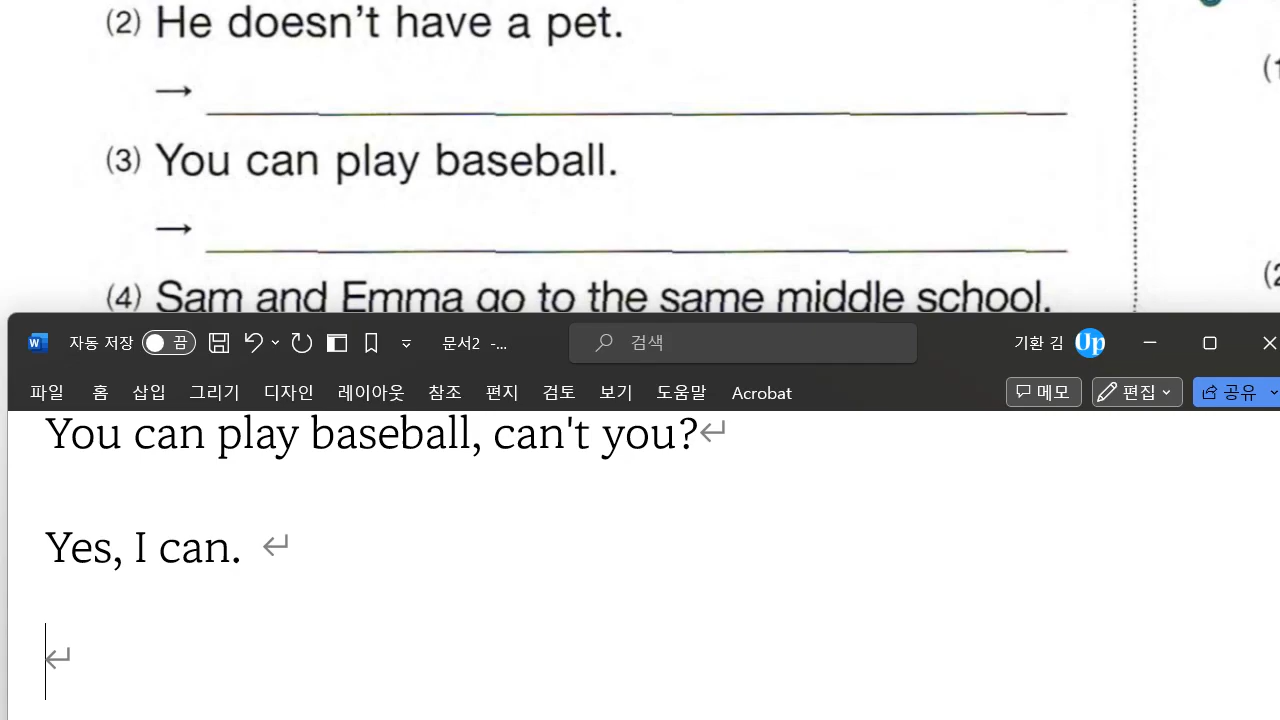 (2) He doesn't have a pet.
→
(3) You can play baseball.
→
(4) Sam and Emma go to the same middle school.
자동 저장 끔 문서2 -... 검색 기환 김 Up
파일 홈 삽입 그리기 디자인 레이아웃 참조 편지 검토 보기 도움말 Acrobat 메모 편집 공유
You can play baseball, can't you?↵
Yes, I can. ↵
↵